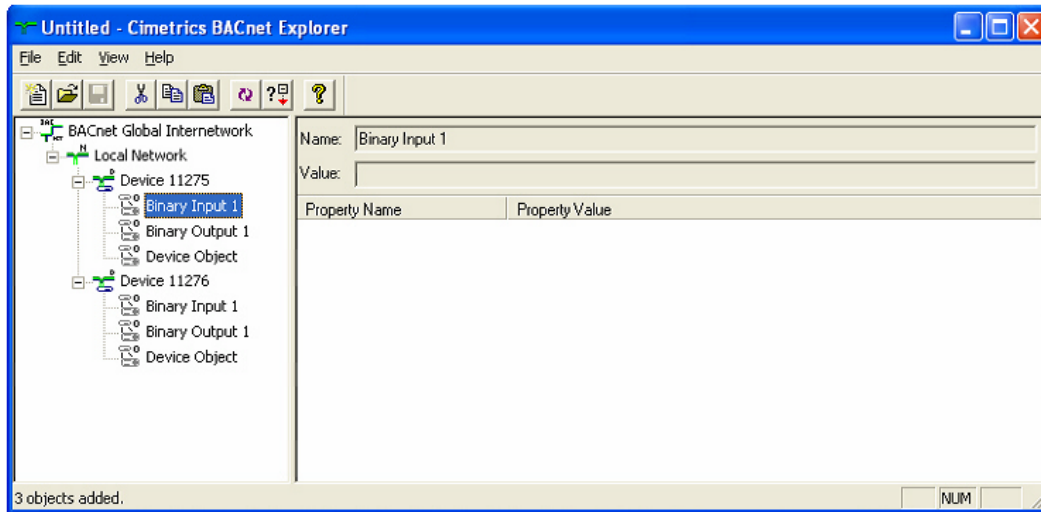 Untitled - Cimetrics BACnet Explorer
File Edit View Help
BACnet Global Internetwork
Local Network
Device 11275
Binary Input 1
Binary Output 1
Device Object
Device 11276
Binary Input 1
Binary Output 1
Device Object
Name: Binary Input 1
Value:
Property Name Property Value
3 objects added.
NUM